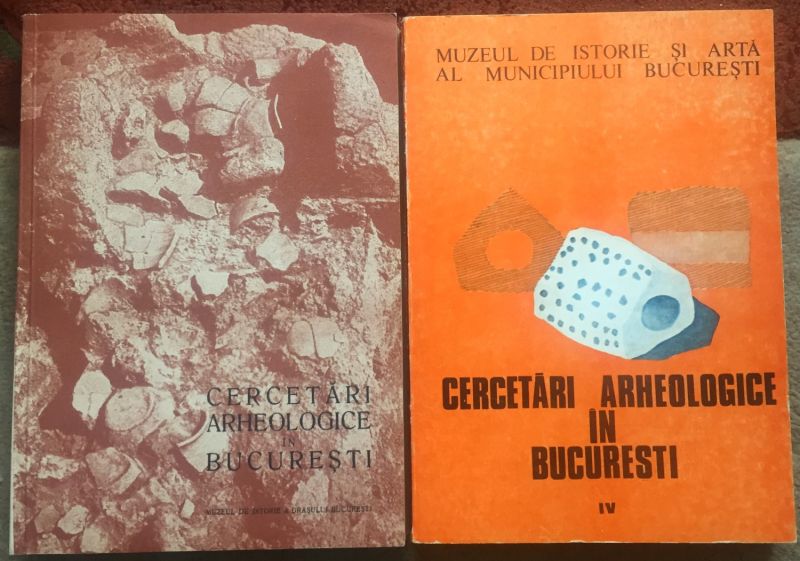 CERCETĂRI
ARHEOLOGICE
ÎN
BUCUREȘTI
MUZEUL DE ISTORIE A ORAȘULUI BUCUREȘTI
MUZEUL DE ISTORIE ȘI ARTĂ
AL MUNICIPIULUI BUCUREȘTI
CERCETĂRI ARHEOLOGICE
ÎN
BUCURESTI
IV